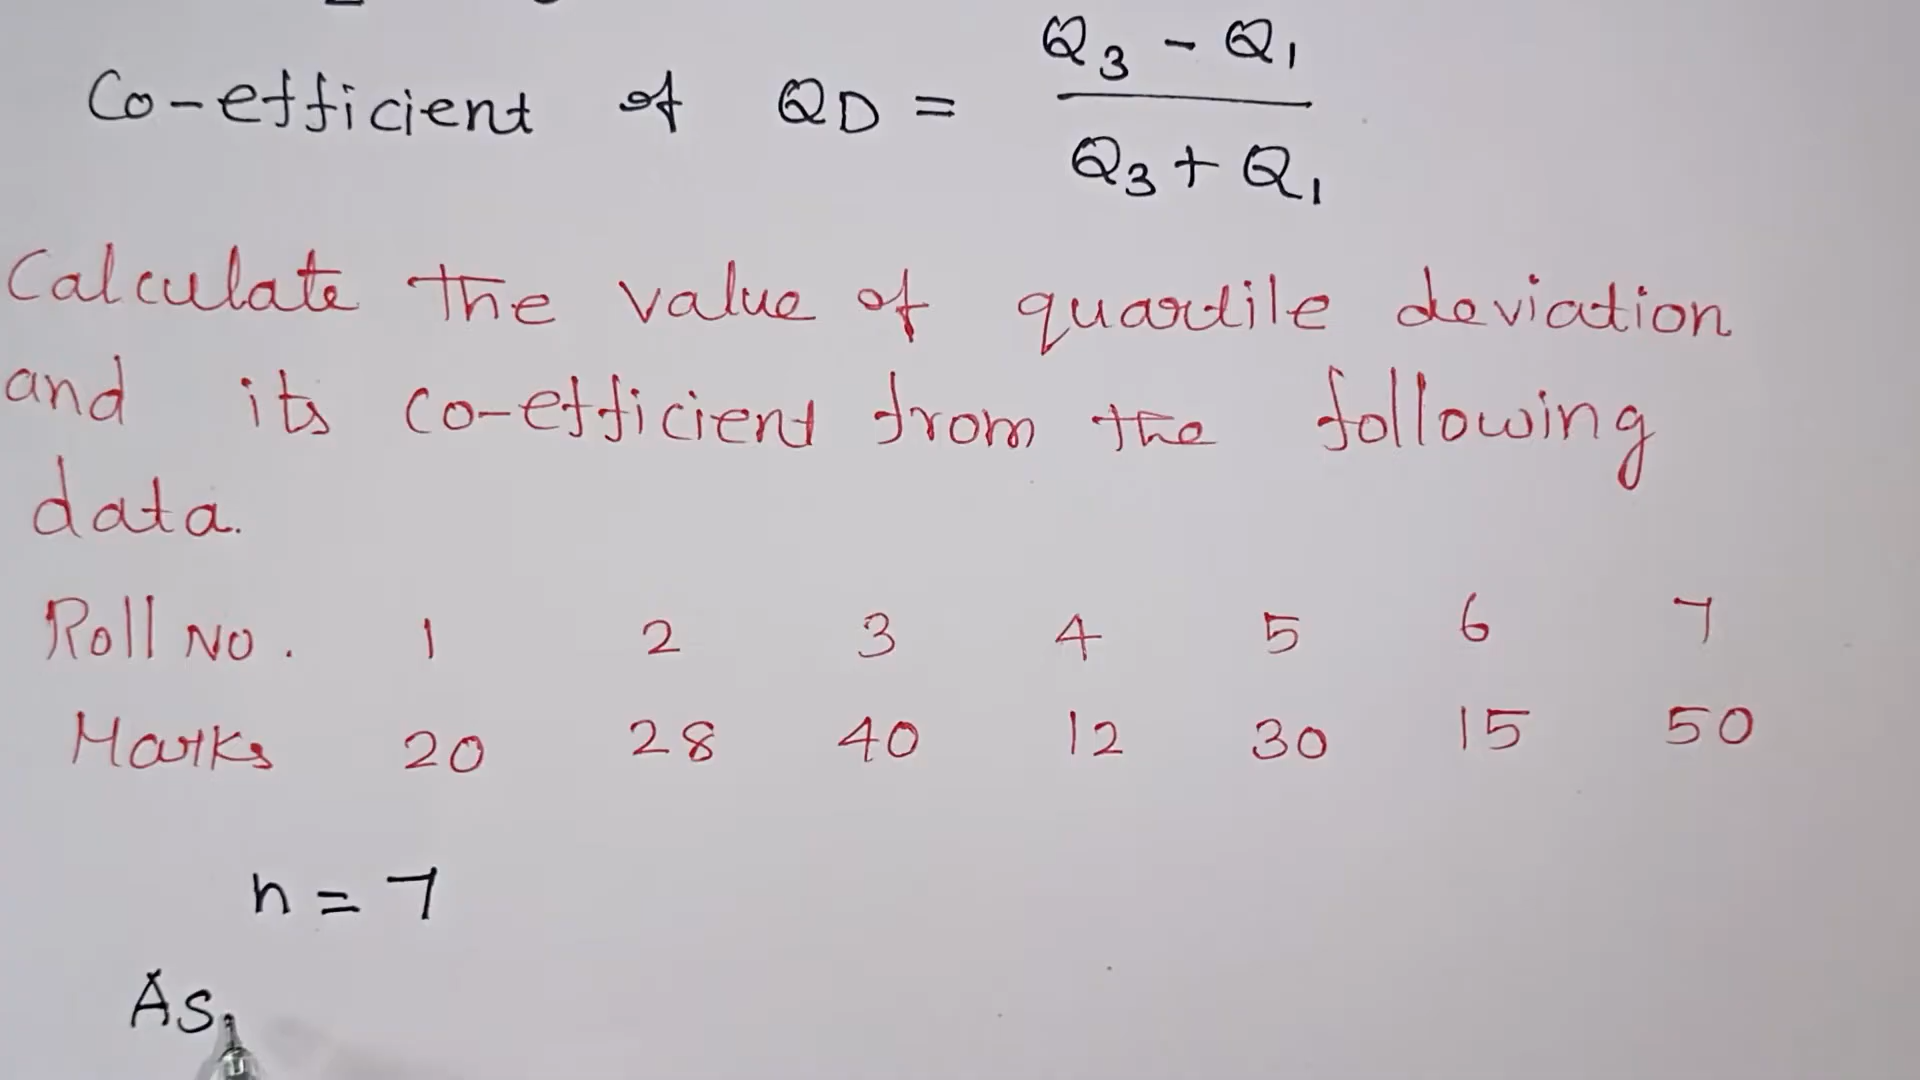 Co-efficient of QD = Q3 - Q1 / Q3 + Q1
Calculate the value of quartile deviation
and its co-efficient from the following
data.
Roll No. 1 2 3 4 5 6 7
Marks 20 28 40 12 30 15 50
n = 7
As